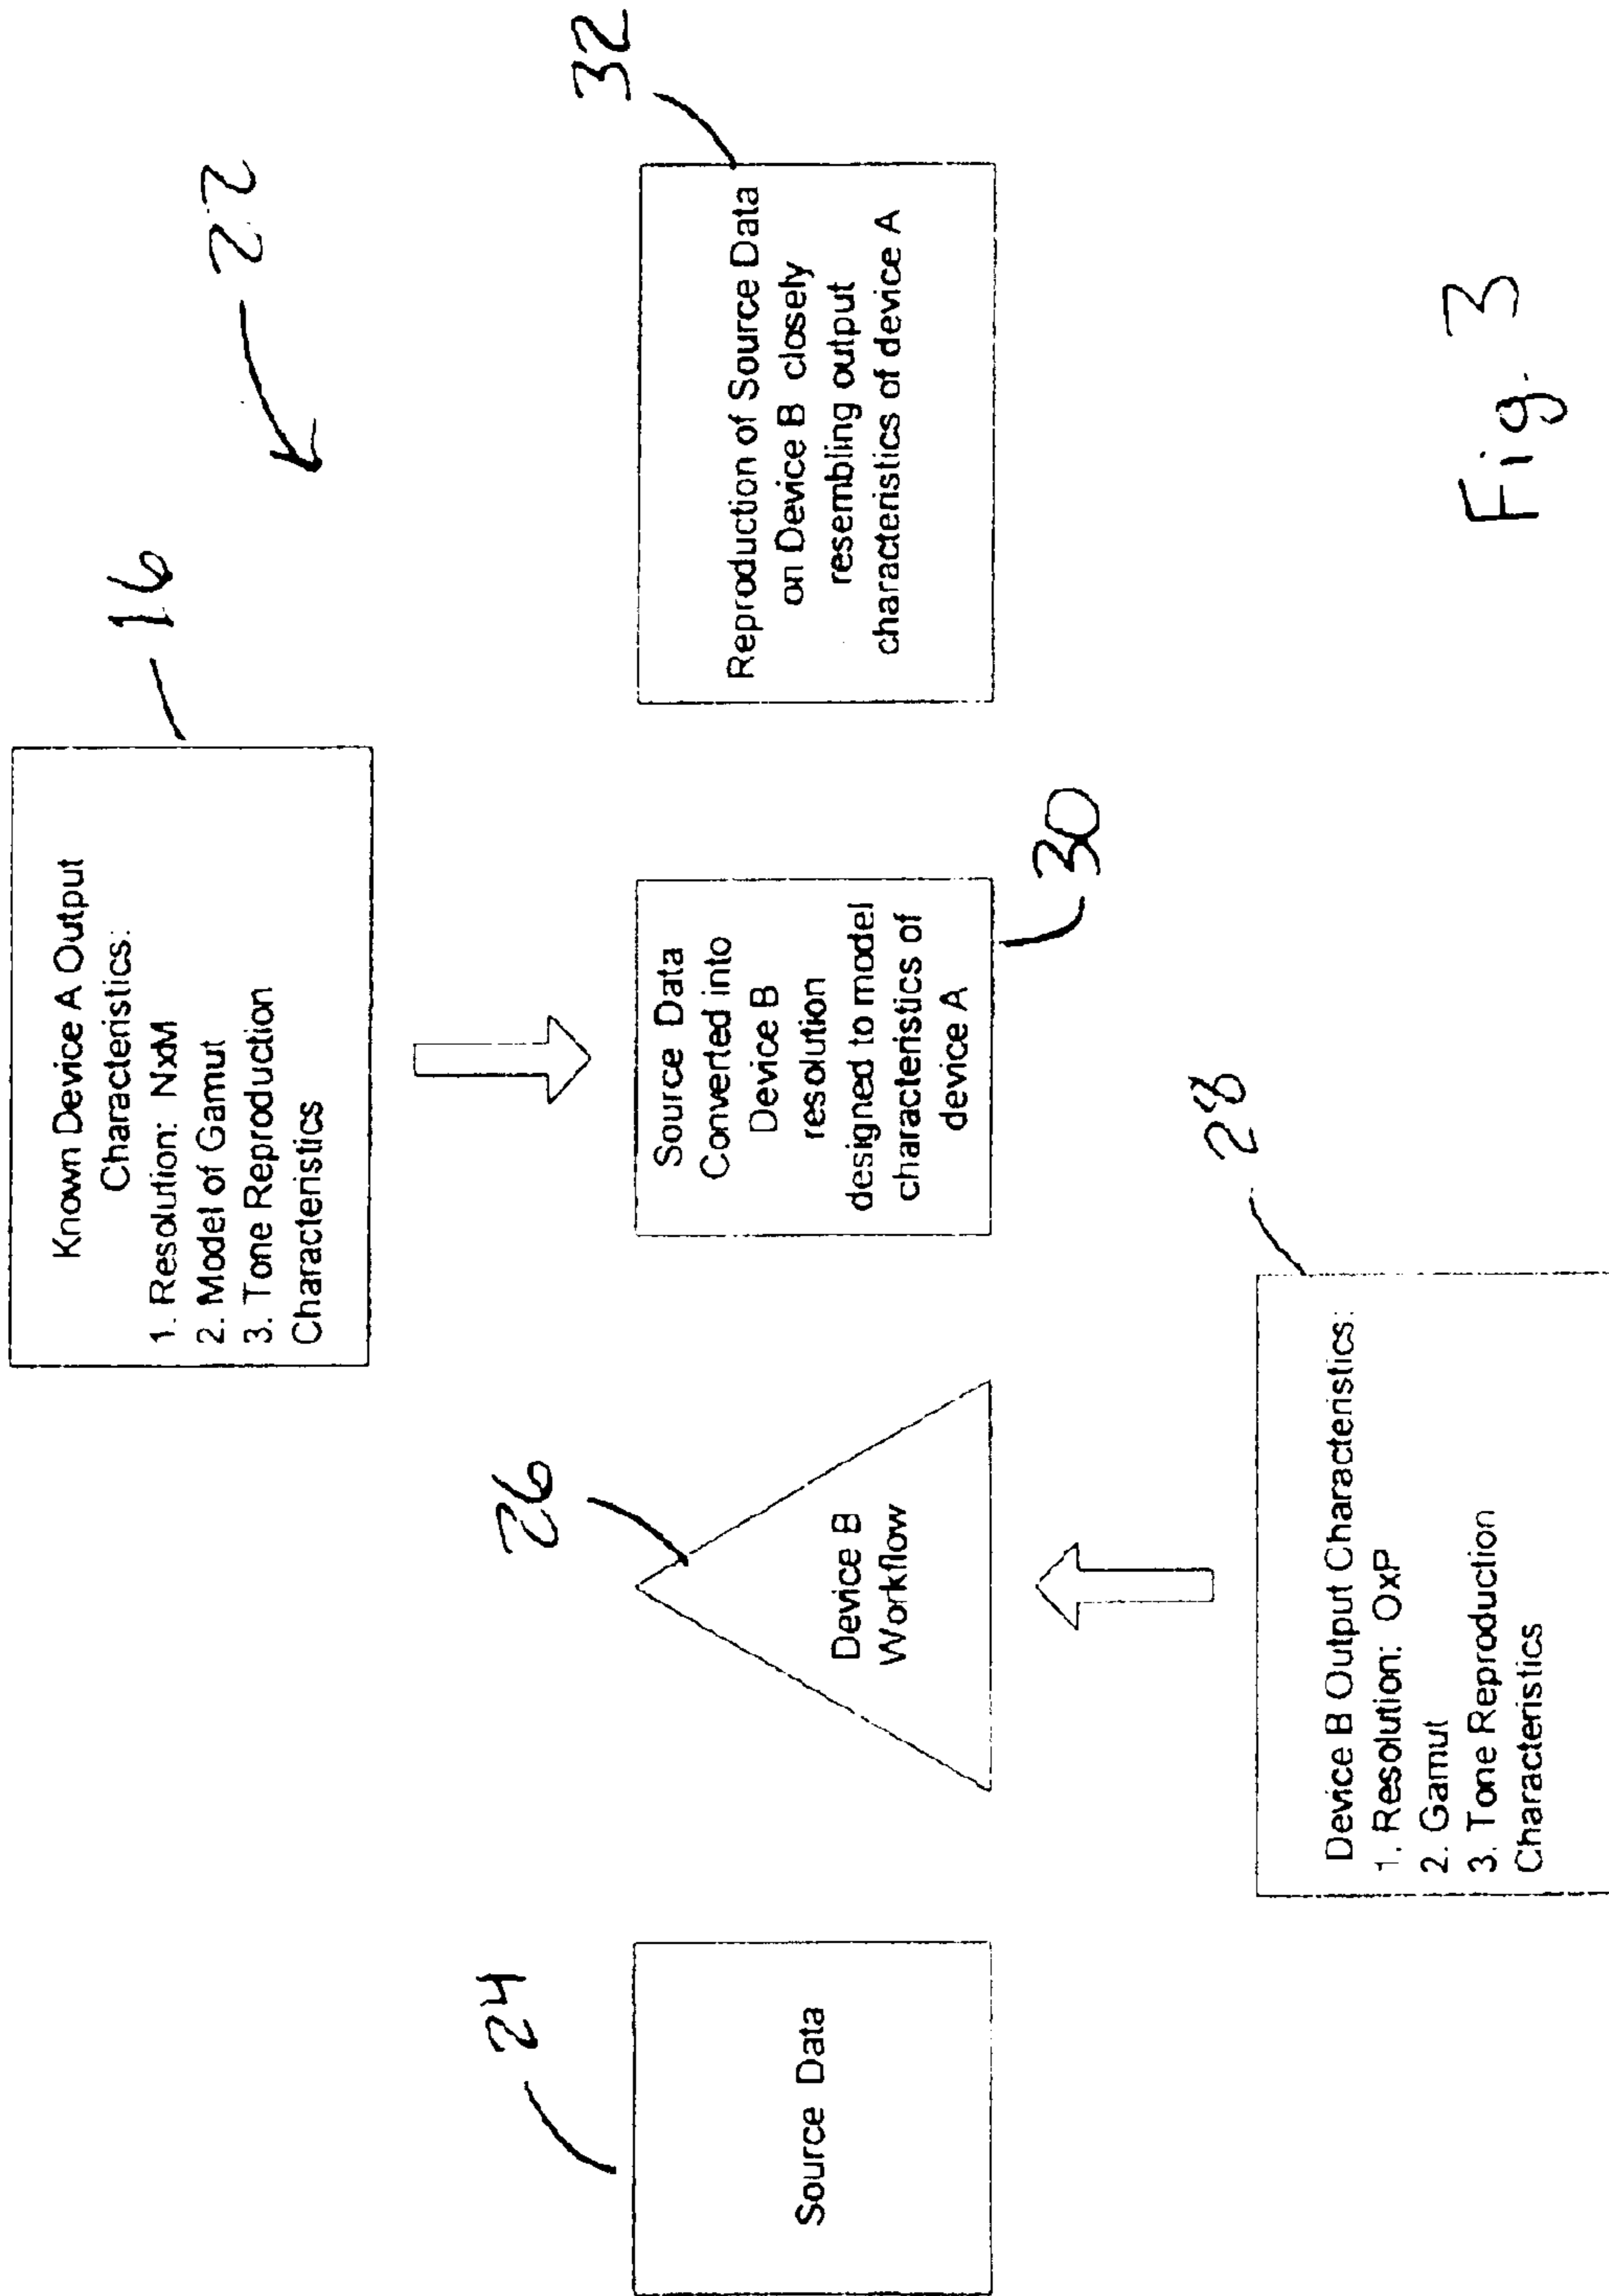 22
16
Known Device A Output
Characteristics:
1. Resolution: NxM
2. Model of Gamut
3. Tone Reproduction
Characteristics
24
Source Data
26
Device B
Workflow
Source Data
Converted into
Device B
resolution
designed to model
characteristics of
device A
30
32
Reproduction of Source Data
on Device B closely
resembling output
characteristics of device A
28
Device B Output Characteristics:
1. Resolution: OxP
2. Gamut
3. Tone Reproduction
Characteristics
Fig. 3